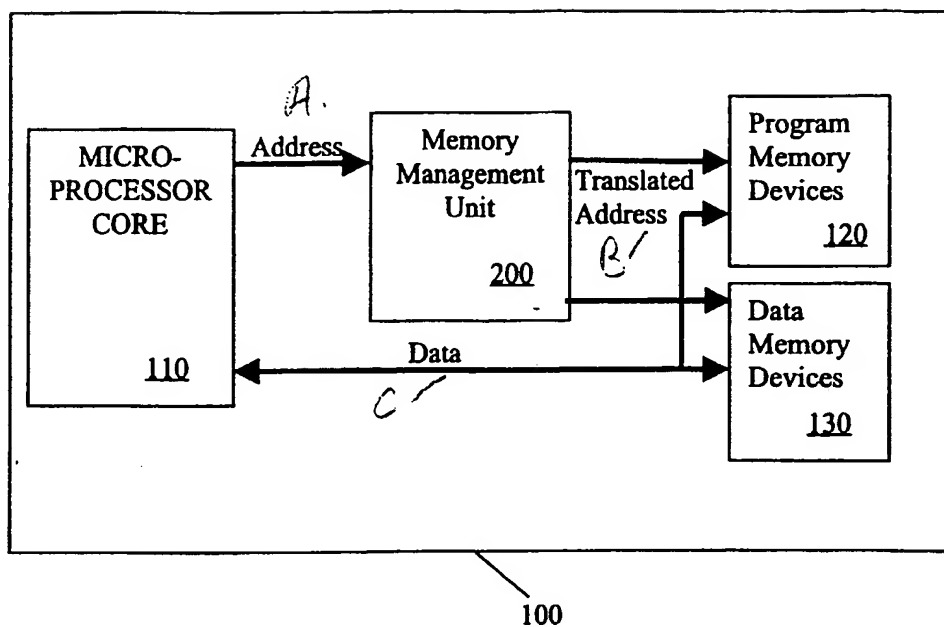 A.
Address
MICRO-
PROCESSOR
CORE
110
Memory
Management
Unit
200
Translated
Address
B
Program
Memory
Devices
120
Data
C
Data
Memory
Devices
130
100